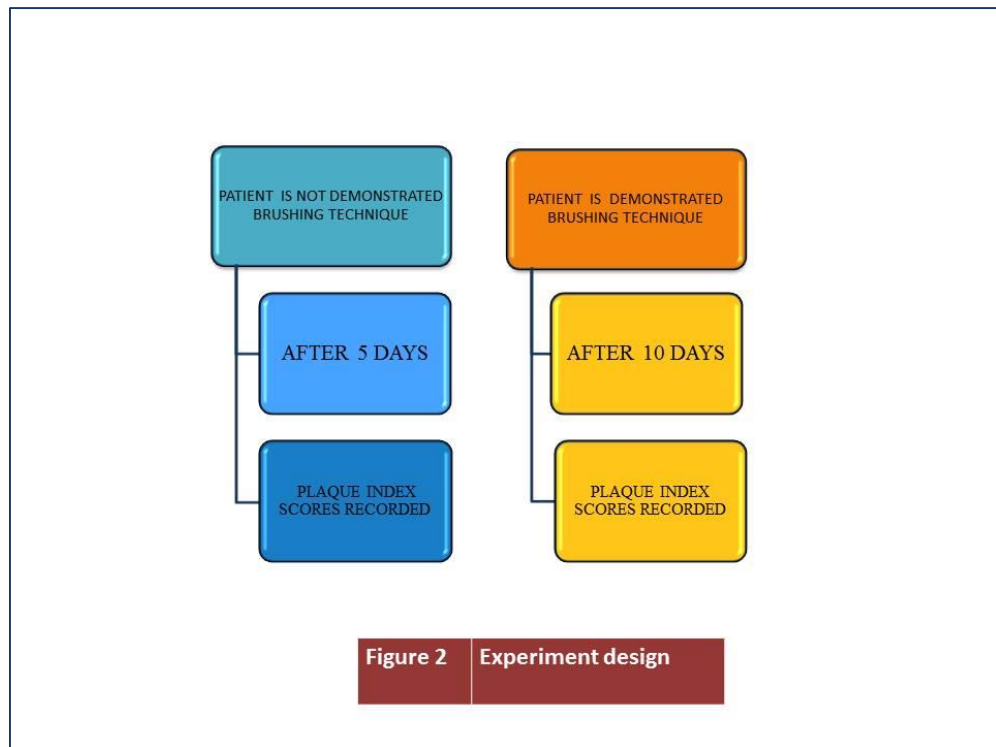 PATIENT IS NOT DEMONSTRATED
BRUSHING TECHNIQUE
AFTER 5 DAYS
PLAQUE INDEX
SCORES RECORDED
PATIENT IS DEMONSTRATED
BRUSHING TECHNIQUE
AFTER 10 DAYS
PLAQUE INDEX
SCORES RECORDED
Figure 2 Experiment design